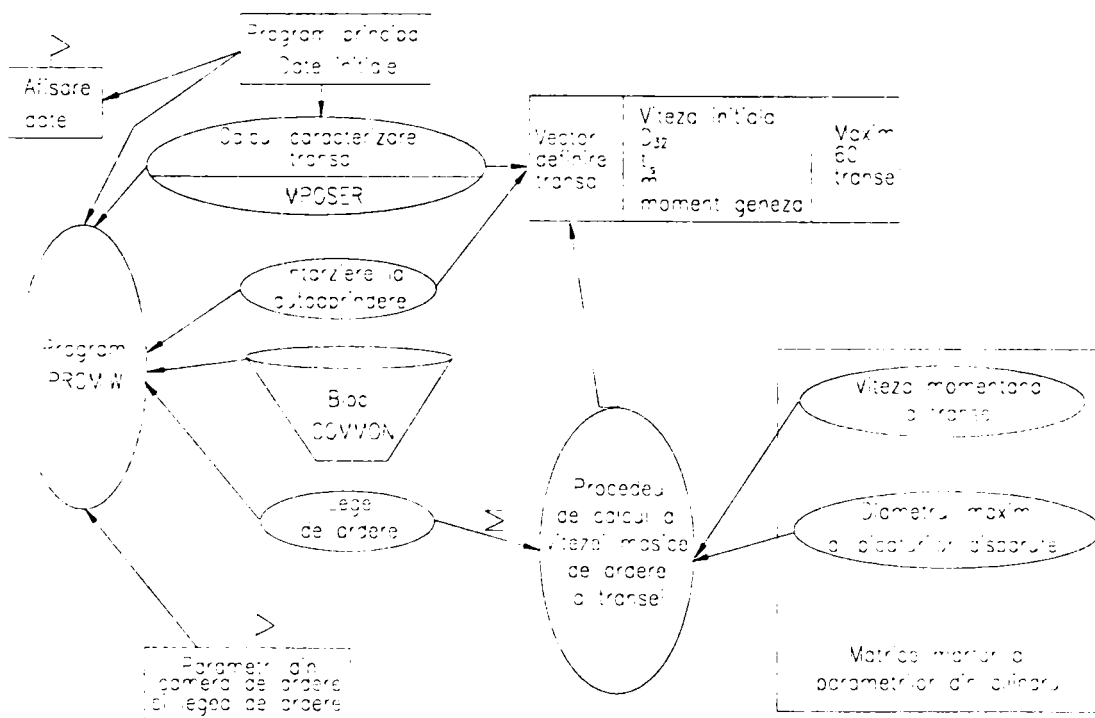 Program principal
Date initiale
Afisare
date
Calcul caracterizare
transa
MPOSER
Vector
definire
transa
Viteza initiala
D32
ts
m
moment geneza
Maxim
60
transe
Intarziere la
autoaprindere
Program
Bloc
COMMON
Lege
de ardere
Σ
Procedeu
de calcul a
vitezei masice
de ardere
a transei
Viteza momentana
a transei
Diametrul maxim
al picaturilor disparute
Matrice martor a
parametrilor din cilindru
Parametri din
camera de ardere
si legea de ardere